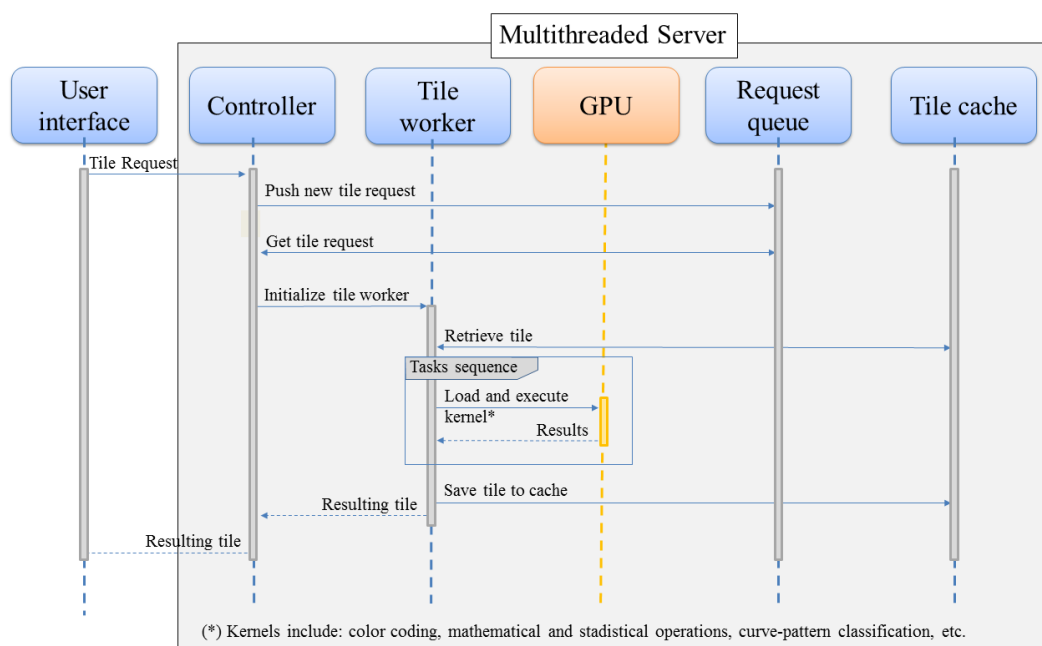 Multithreaded Server
User
interface
Controller
Tile
worker
GPU
Request
queue
Tile cache
Tile Request
Push new tile request
Get tile request
Initialize tile worker
Retrieve tile
Tasks sequence
Load and execute
kernel*
Results
Save tile to cache
Resulting tile
Resulting tile
(*) Kernels include: color coding, mathematical and stadistical operations, curve-pattern classification, etc.